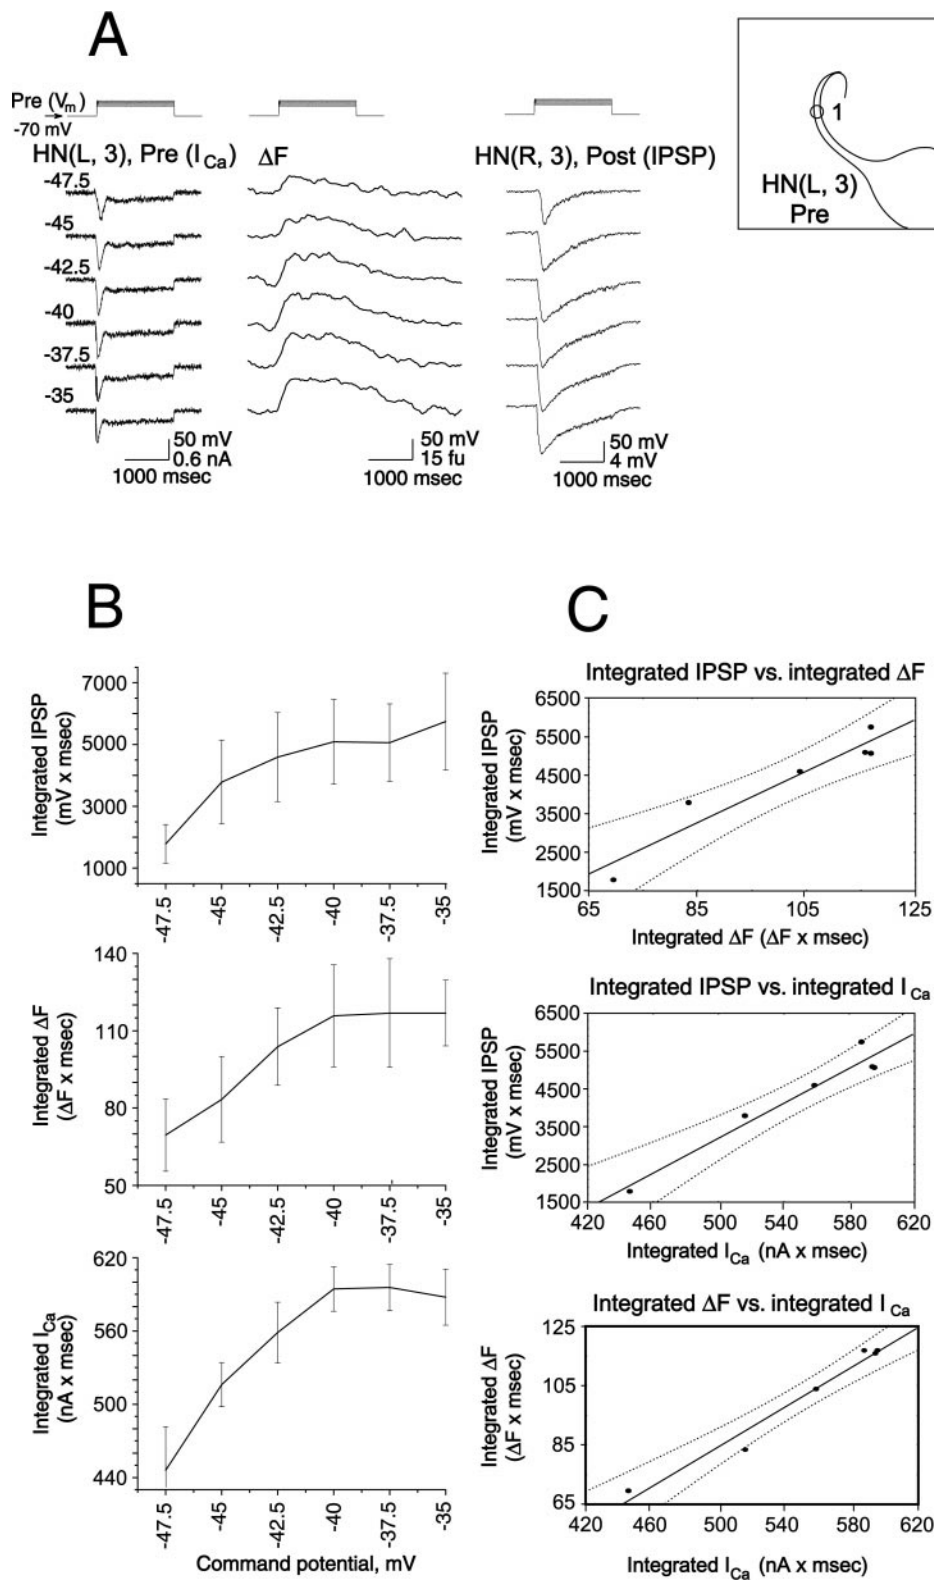 A
Pre (Vm)
-70 mV
HN(L, 3), Pre (I Ca) ΔF HN(R, 3), Post (IPSP)
-47.5
-45
-42.5
-40
-37.5
-35
50 mV
0.6 nA
1000 msec
50 mV
15 fu
1000 msec
50 mV
4 mV
1000 msec
1
HN(L, 3)
Pre
B
Integrated IPSP
(mV x msec)
7000
5000
3000
1000
-47.5 -45 -42.5 -40 -37.5 -35
Integrated ΔF
(ΔF x msec)
140
110
80
50
-47.5 -45 -42.5 -40 -37.5 -35
Integrated ICa
(nA x msec)
620
560
500
440
-47.5 -45 -42.5 -40 -37.5 -35
Command potential, mV
C
Integrated IPSP vs. integrated ΔF
Integrated IPSP
(mV x msec)
6500
5500
4500
3500
2500
1500
65 85 105 125
Integrated ΔF (ΔF x msec)
Integrated IPSP vs. integrated I Ca
Integrated IPSP
(mV x msec)
6500
5500
4500
3500
2500
1500
420 460 500 540 580 620
Integrated ICa (nA x msec)
Integrated ΔF vs. integrated I Ca
Integrated ΔF
(ΔF x msec)
125
105
85
65
420 460 500 540 580 620
Integrated ICa (nA x msec)